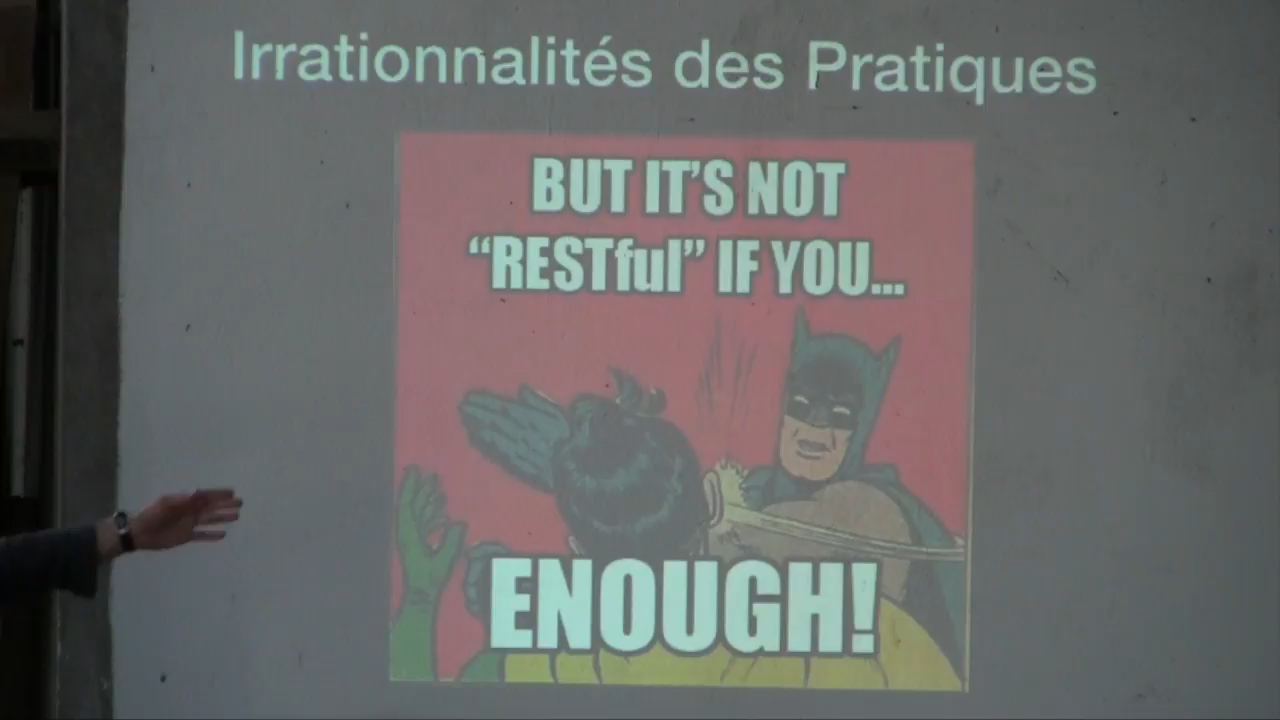 Irrationnalités des Pratiques
BUT IT'S NOT
“RESTful” IF YOU...
ENOUGH!